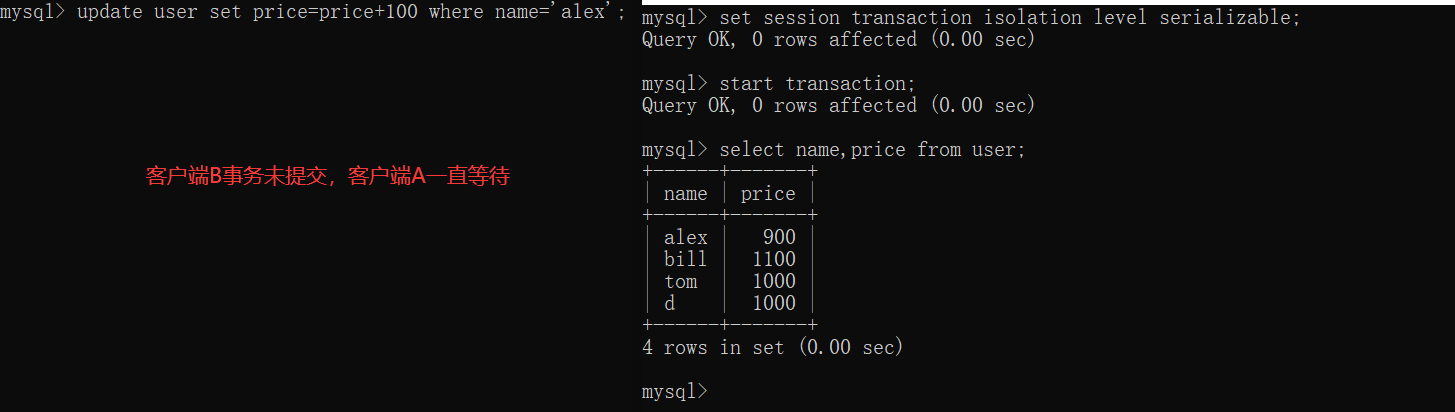 mysql> update user set price=price+100 where name='alex';
客户端B事务未提交，客户端A一直等待
mysql> set session transaction isolation level serializable;
Query OK, 0 rows affected (0.00 sec)
mysql> start transaction;
Query OK, 0 rows affected (0.00 sec)
mysql> select name,price from user;
+------+-------+
| name | price |
+------+-------+
| alex |   900 |
| bill |  1100 |
| tom  |  1000 |
| d    |  1000 |
+------+-------+
4 rows in set (0.00 sec)
mysql>